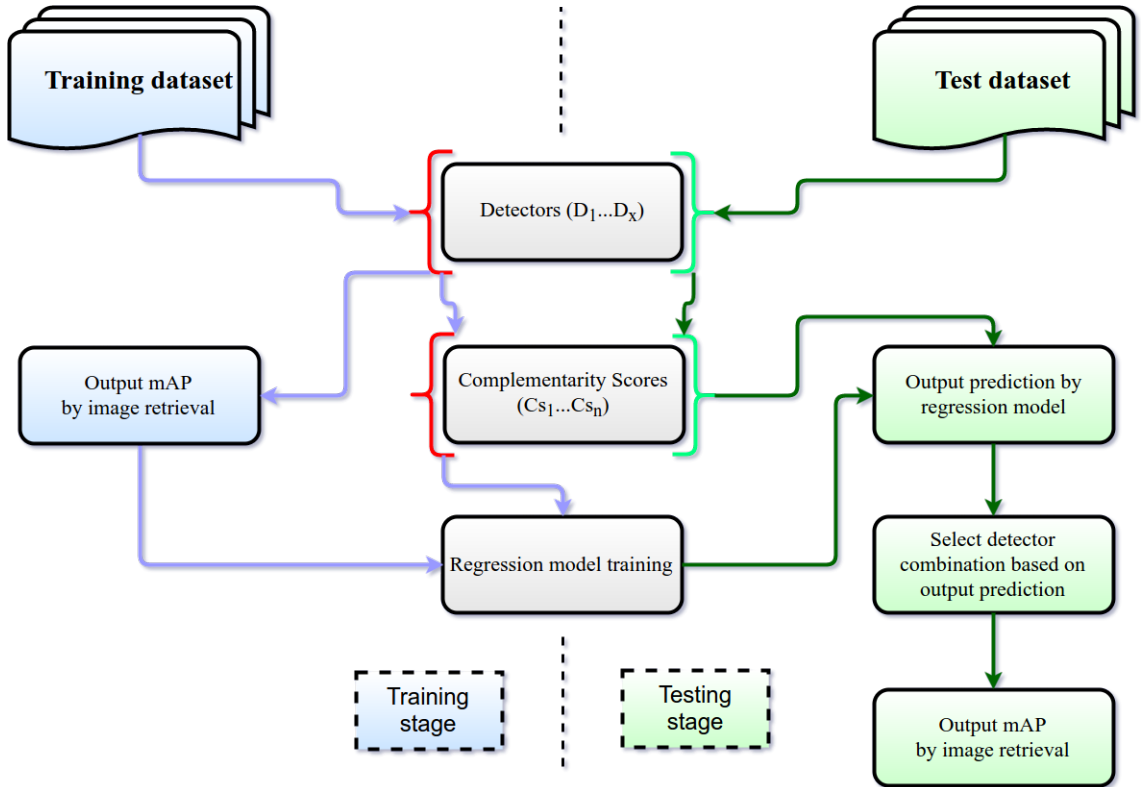 Training dataset
Test dataset
Detectors (D₁...Dₓ)
Output mAP
by image retrieval
Complementarity Scores
(Cs₁...Csₙ)
Output prediction by
regression model
Regression model training
Select detector
combination based on
output prediction
Training
stage
Testing
stage
Output mAP
by image retrieval